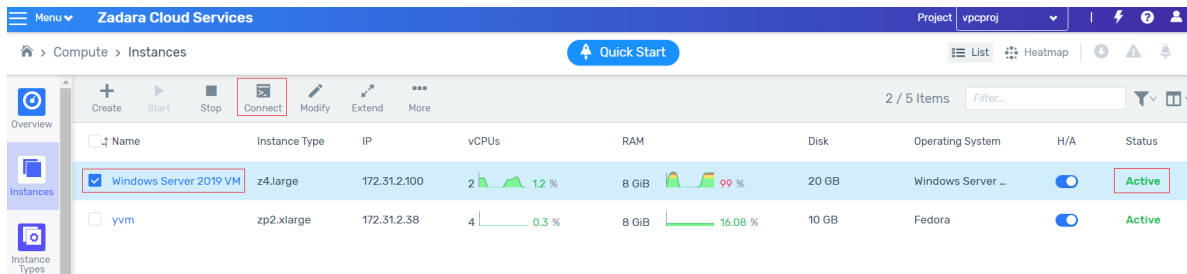 Menu
Zadara Cloud Services
Project vpcproj
Compute > Instances
Quick Start
List Heatmap
Overview
Create Start Stop Connect Modify Extend More
2 / 5 Items Filter...
Name Instance Type IP vCPUs RAM Disk Operating System H/A Status
Instances
Windows Server 2019 VM z4.large 172.31.2.100 2 1.2 % 8 GiB 99 % 20 GB Windows Server ... Active
yvm zp2.xlarge 172.31.2.38 4 0.3 % 8 GiB 16.08 % 10 GB Fedora Active
Instance
Types